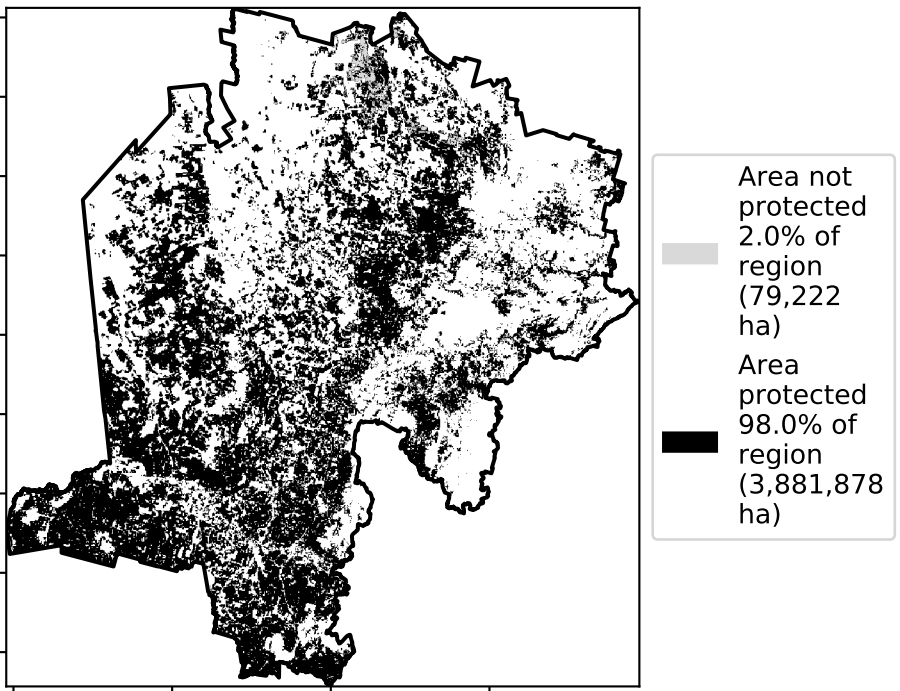 Area not
protected
2.0% of
region
(79,222
ha)
Area
protected
98.0% of
region
(3,881,878
ha)